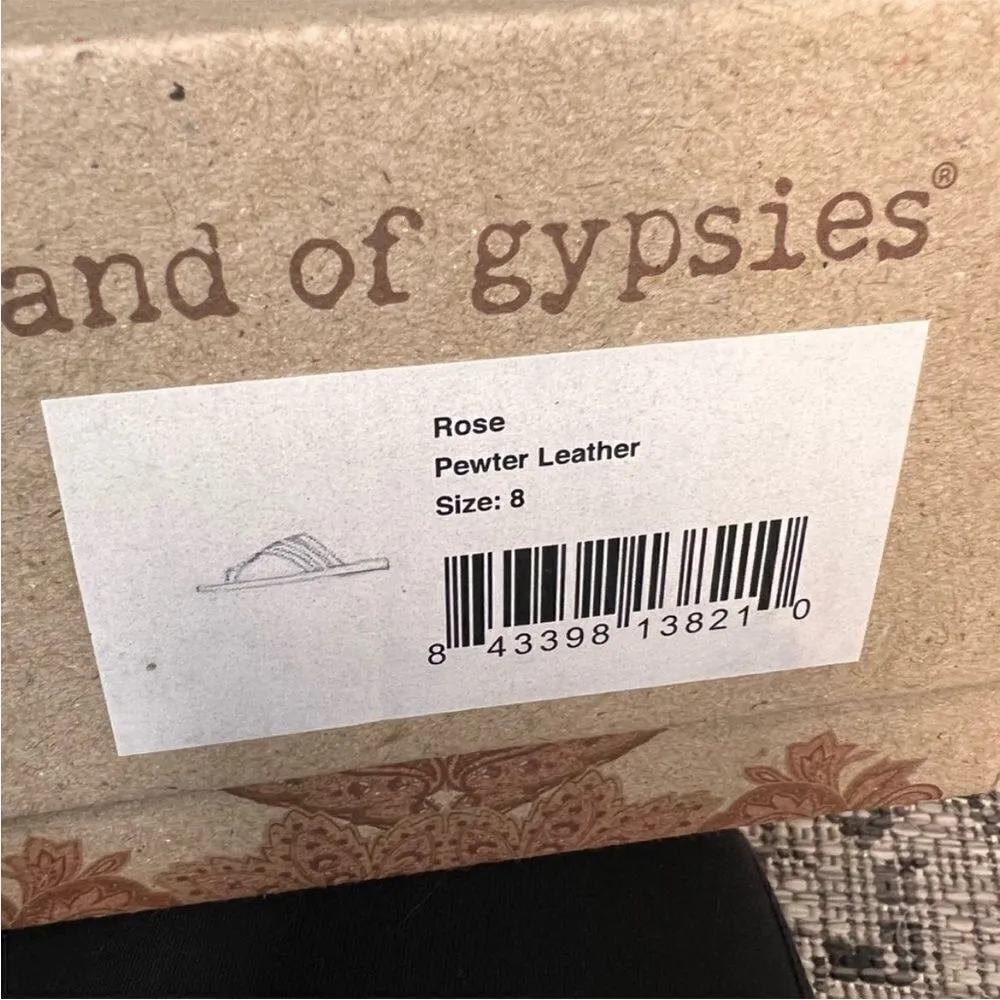 and of gypsies®
Rose
Pewter Leather
Size: 8
8 43398 13821 0